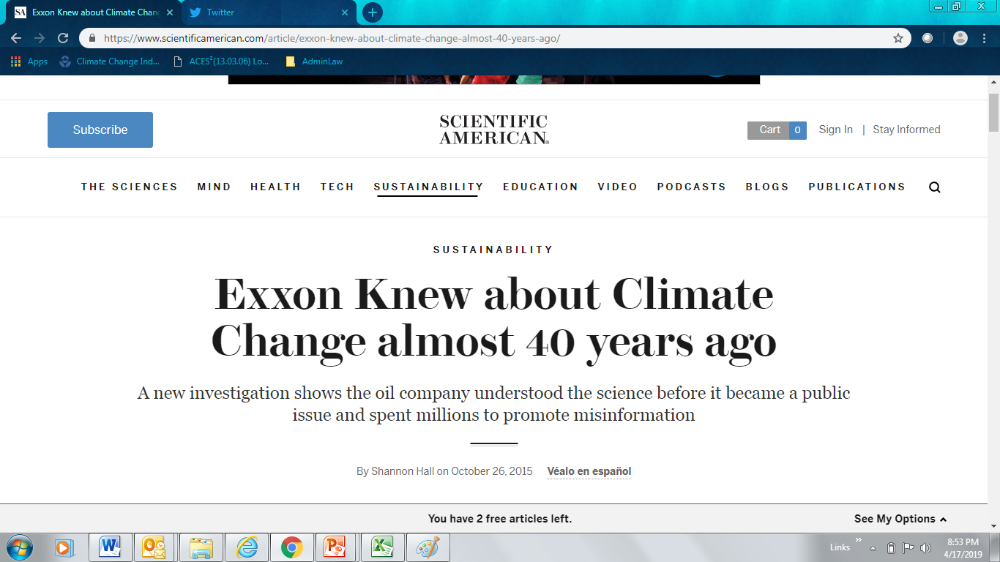 SA Exxon Knew about Climate Chan
Twitter
https://www.scientificamerican.com/article/exxon-knew-about-climate-change-almost-40-years-ago/
Apps Climate Change Ind... ACES²(13.03.06) Lo... AdminLaw
Subscribe
SCIENTIFIC
AMERICAN®
Cart 0 Sign In | Stay Informed
THE SCIENCES MIND HEALTH TECH SUSTAINABILITY EDUCATION VIDEO PODCASTS BLOGS PUBLICATIONS
SUSTAINABILITY
Exxon Knew about Climate
Change almost 40 years ago
A new investigation shows the oil company understood the science before it became a public
issue and spent millions to promote misinformation
By Shannon Hall on October 26, 2015 Véalo en español
You have 2 free articles left.
See My Options
Links
8:53 PM
4/17/2019